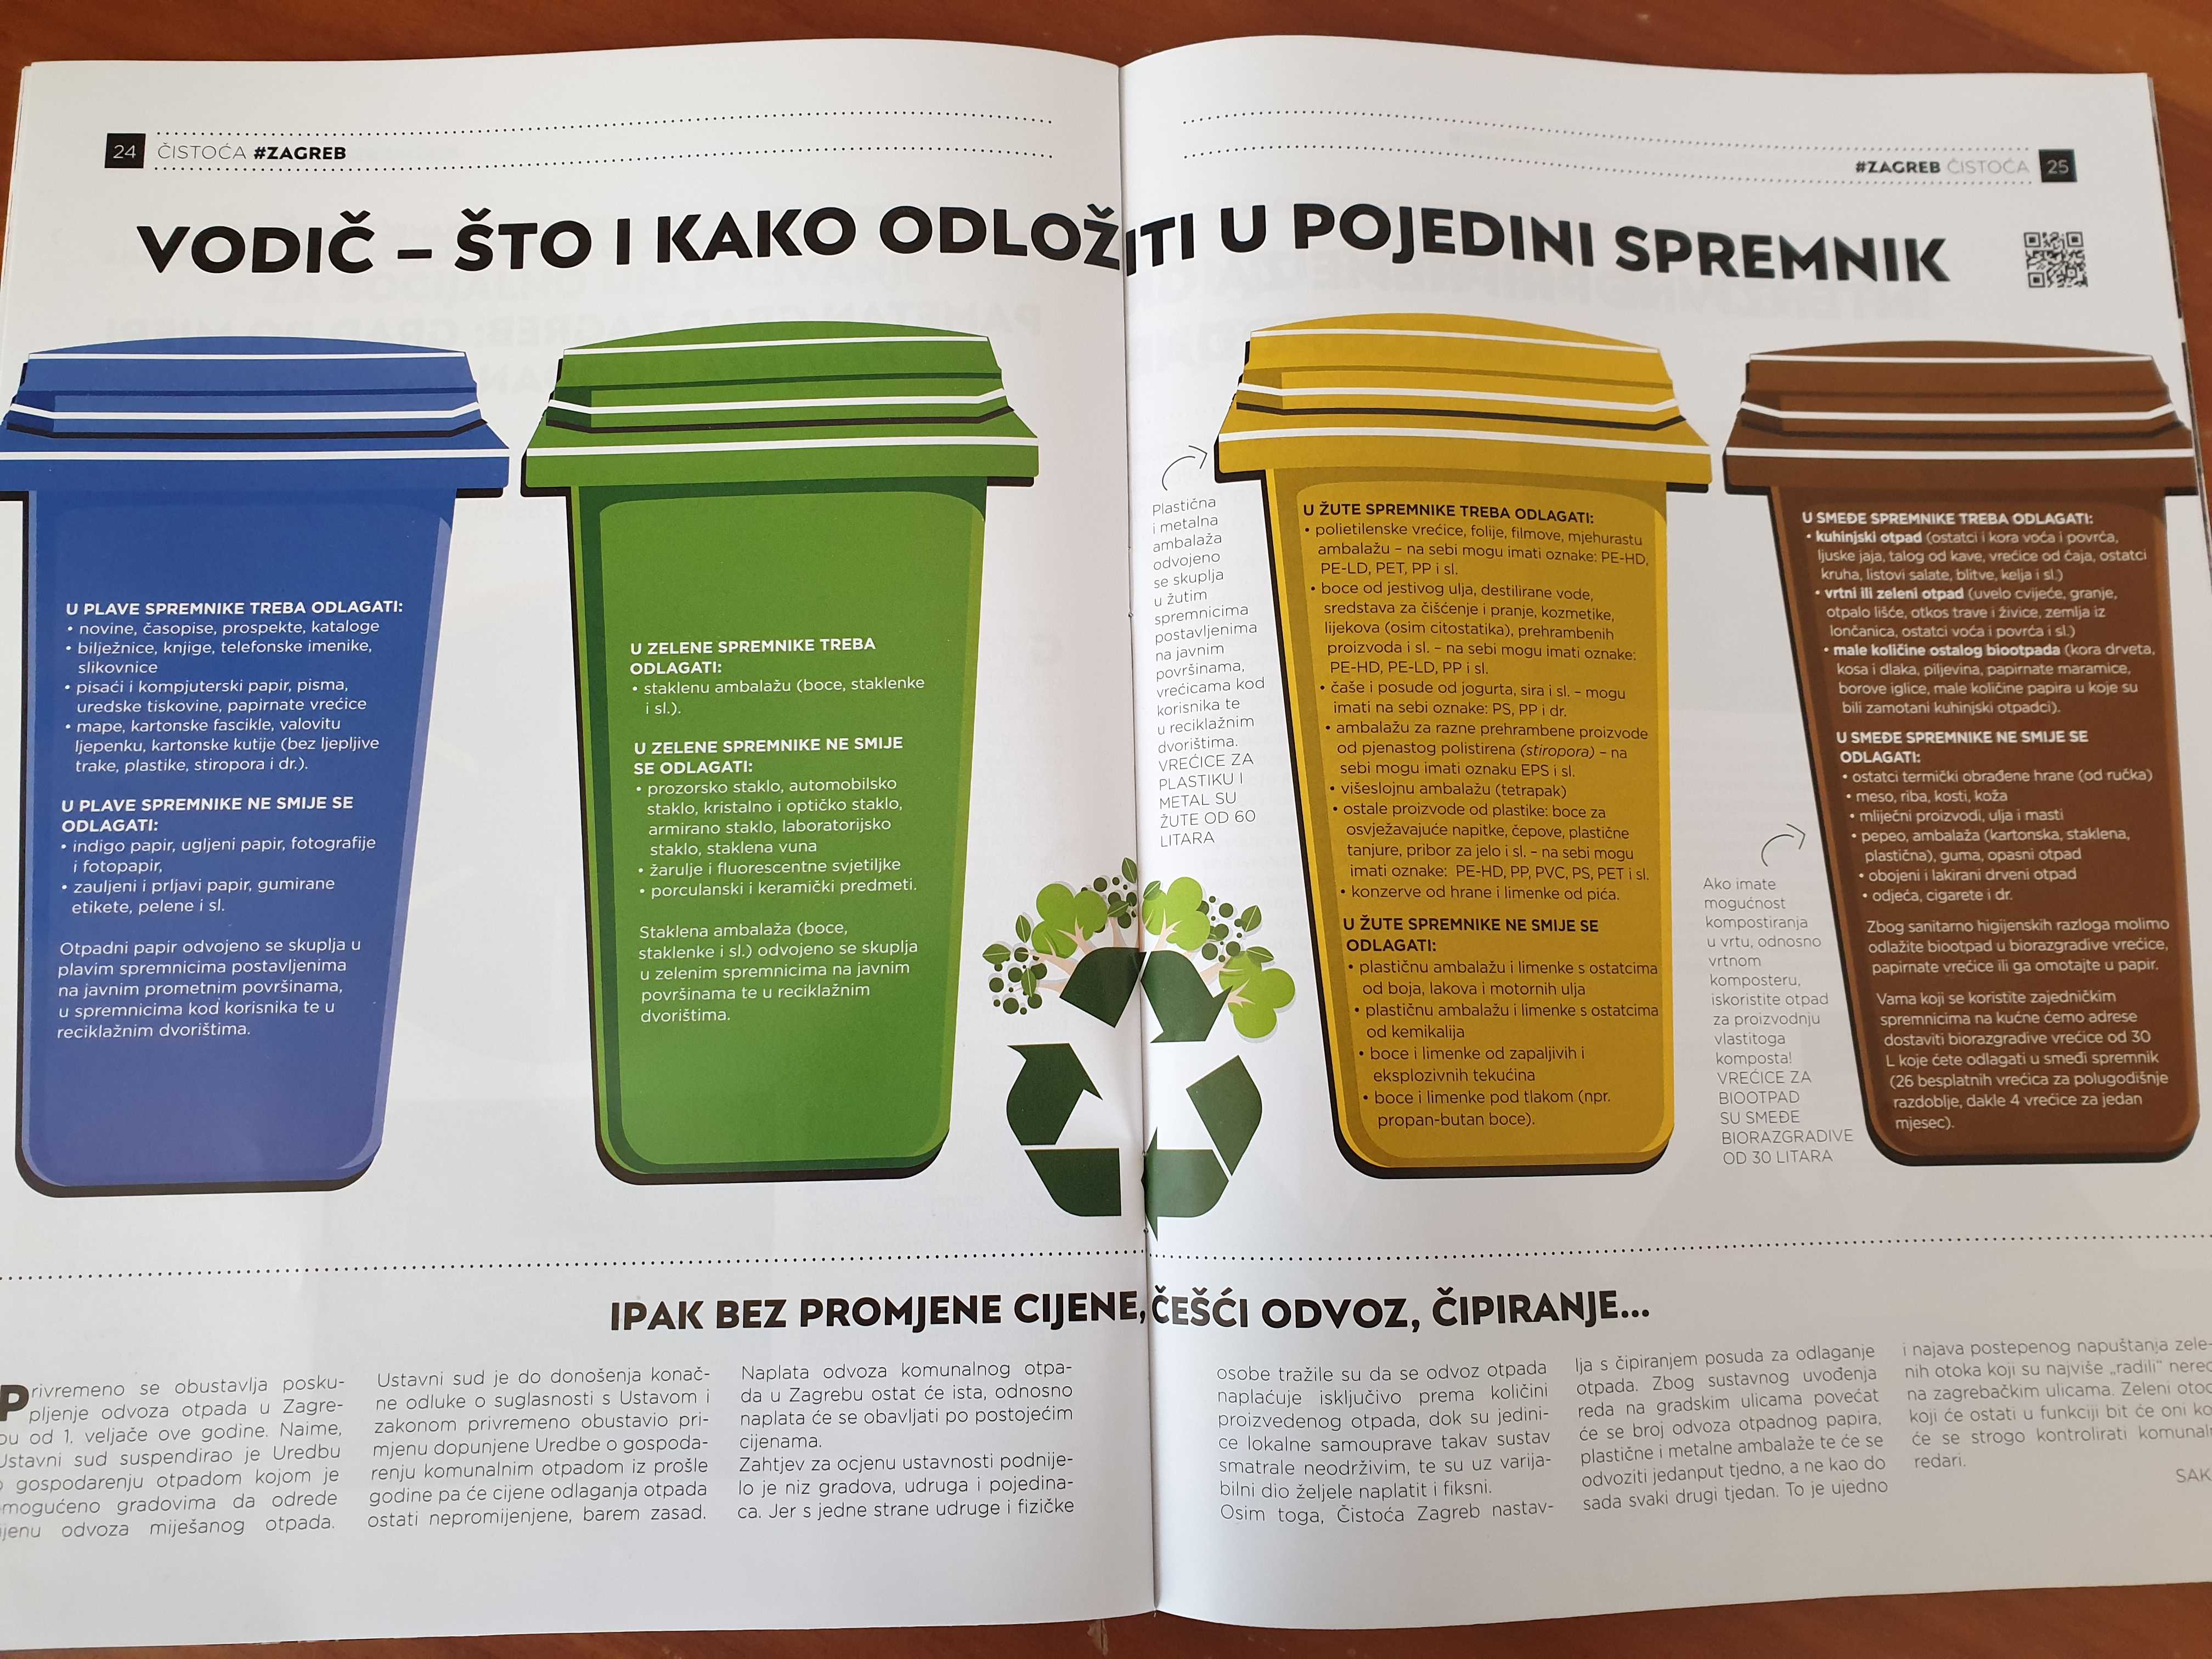 24 ČISTOĆA #ZAGREB
#ZAGREB ČISTOĆA 25
VODIČ – ŠTO I KAKO ODLOŽITI U POJEDINI SPREMNIK
U PLAVE SPREMNIKE TREBA ODLAGATI:
• novine, časopise, prospekte, kataloge
• bilježnice, knjige, telefonske imenike,
slikovnice
• pisaći i kompjuterski papir, pisma,
uredske tiskovine, papirnate vrećice
• mape, kartonske fascikle, valovitu
ljepenku, kartonske kutije (bez ljepljive
trake, plastike, stiropora i dr.).
U PLAVE SPREMNIKE NE SMIJE SE
ODLAGATI:
• indigo papir, ugljeni papir, fotografije
i fotopapir,
• zauljeni i prljavi papir, gumirane
etikete, pelene i sl.
Otpadni papir odvojeno se skuplja u
plavim spremnicima postavljenima
na javnim prometnim površinama,
u spremnicima kod korisnika te u
reciklažnim dvorištima.
U ZELENE SPREMNIKE TREBA
ODLAGATI:
• staklenu ambalažu (boce, staklenke
i sl.).
U ZELENE SPREMNIKE NE SMIJE
SE ODLAGATI:
• prozorsko staklo, automobilsko
staklo, kristalno i optičko staklo,
armirano staklo, laboratorijsko
staklo, staklena vuna
• žarulje i fluorescentne svjetiljke
• porculanski i keramički predmeti.
Staklena ambalaža (boce,
staklenke i sl.) odvojeno se skuplja
u zelenim spremnicima na javnim
površinama te u reciklažnim
dvorištima.
Plastična
i metalna
ambalaža
odvojeno
se skuplja
u žutim
spremnicima
postavljenima
na javnim
površinama,
vrećicama kod
korisnika te
u reciklažnim
dvorištima.
VREĆICE ZA
PLASTIKU I
METAL SU
ŽUTE OD 60
LITARA
U ŽUTE SPREMNIKE TREBA ODLAGATI:
• polietilenske vrećice, folije, filmove, mjehurastu
ambalažu – na sebi mogu imati oznake: PE-HD,
PE-LD, PET, PP i sl.
• boce od jestivog ulja, destilirane vode,
sredstava za čišćenje i pranje, kozmetike,
lijekova (osim citostatika), prehrambenih
proizvoda i sl. – na sebi mogu imati oznake:
PE-HD, PE-LD, PP i sl.
• čaše i posude od jogurta, sira i sl. – mogu
imati na sebi oznake: PS, PP i dr.
• ambalažu za razne prehrambene proizvode
od pjenastog polistirena (stiropora) – na
sebi mogu imati oznaku EPS i sl.
• višeslojnu ambalažu (tetrapak)
• ostale proizvode od plastike: boce za
osvježavajuće napitke, čepove, plastične
tanjure, pribor za jelo i sl. – na sebi mogu
imati oznake: PE-HD, PP, PVC, PS, PET i sl.
• konzerve od hrane i limenke od pića.
U ŽUTE SPREMNIKE NE SMIJE SE
ODLAGATI:
• plastičnu ambalažu i limenke s ostatcima
od boja, lakova i motornih ulja
• plastičnu ambalažu i limenke s ostatcima
od kemikalija
• boce i limenke od zapaljivih i
eksplozivnih tekućina
• boce i limenke pod tlakom (npr.
propan-butan boce).
Ako imate
mogućnost
kompostiranja
u vrtu, odnosno
vrtnom
komposteru,
iskoristite otpad
za proizvodnju
vlastitoga
komposta!
VREĆICE ZA
BIOOTPAD
SU SMEĐE
BIORAZGRADIVE
OD 30 LITARA
U SMEĐE SPREMNIKE TREBA ODLAGATI:
• kuhinjski otpad (ostatci i kora voća i povrća,
ljuske jaja, talog od kave, vrećice od čaja, ostatci
kruha, listovi salate, blitve, kelja i sl.)
• vrtni ili zeleni otpad (uvelo cvijeće, granje,
otpalo lišće, otkos trave i živice, zemlja iz
lončanica, ostatci voća i povrća i sl.)
• male količine ostalog biootpada (kora drveta,
kosa i dlaka, piljevina, papirnate maramice,
borove iglice, male količine papira u koje su
bili zamotani kuhinjski otpadci).
U SMEĐE SPREMNIKE NE SMIJE SE
ODLAGATI:
• ostatci termički obrađene hrane (od ručka)
• meso, riba, kosti, koža
• mliječni proizvodi, ulja i masti
• pepeo, ambalaža (kartonska, staklena,
plastična), guma, opasni otpad
• obojeni i lakirani drveni otpad
• odjeća, cigarete i dr.
Zbog sanitarno higijenskih razloga molimo
odlažite biootpad u biorazgradive vrećice,
papirnate vrećice ili ga omotajte u papir.
Vama koji se koristite zajedničkim
spremnicima na kućne ćemo adrese
dostaviti biorazgradive vrećice od 30
L koje ćete odlagati u smeđi spremnik
(26 besplatnih vrećica za polugodišnje
razdoblje, dakle 4 vrećice za jedan
mjesec).
IPAK BEZ PROMJENE CIJENE, ČEŠĆI ODVOZ, ČIPIRANJE...
Privremeno se obustavlja posku-
pljenje odvoza otpada u Zagre-
bu od 1. veljače ove godine. Naime,
Ustavni sud suspendirao je Uredbu
o gospodarenju otpadom kojom je
omogućeno gradovima da odrede
cijenu odvoza miješanog otpada.
Ustavni sud je do donošenja konač-
ne odluke o suglasnosti s Ustavom i
zakonom privremeno obustavio pri-
mjenu dopunjene Uredbe o gospoda-
renju komunalnim otpadom iz prošle
godine pa će cijene odlaganja otpada
ostati nepromijenjene, barem zasad.
Naplata odvoza komunalnog otpa-
da u Zagrebu ostat će ista, odnosno
naplata će se obavljati po postojećim
cijenama.
Zahtjev za ocjenu ustavnosti podnije-
lo je niz gradova, udruga i pojedina-
ca. Jer s jedne strane udruge i fizičke
osobe tražile su da se odvoz otpada
naplaćuje isključivo prema količini
proizvedenog otpada, dok su jedini-
ce lokalne samouprave takav sustav
smatrale neodrživim, te su uz varija-
bilni dio željele naplatit i fiksni.
Osim toga, Čistoća Zagreb nastav-
lja s čipiranjem posuda za odlaganje
otpada. Zbog sustavnog uvođenja
reda na gradskim ulicama povećat
će se broj odvoza otpadnog papira,
plastične i metalne ambalaže te će se
odvoziti jedanput tjedno, a ne kao do
sada svaki drugi tjedan. To je ujedno
i najava postepenog napuštanja zele-
nih otoka koji su najviše „radili“ nered
na zagrebačkim ulicama. Zeleni otoci
koji će ostati u funkciji bit će oni ko
će se strogo kontrolirati komunal
redari.
SAK